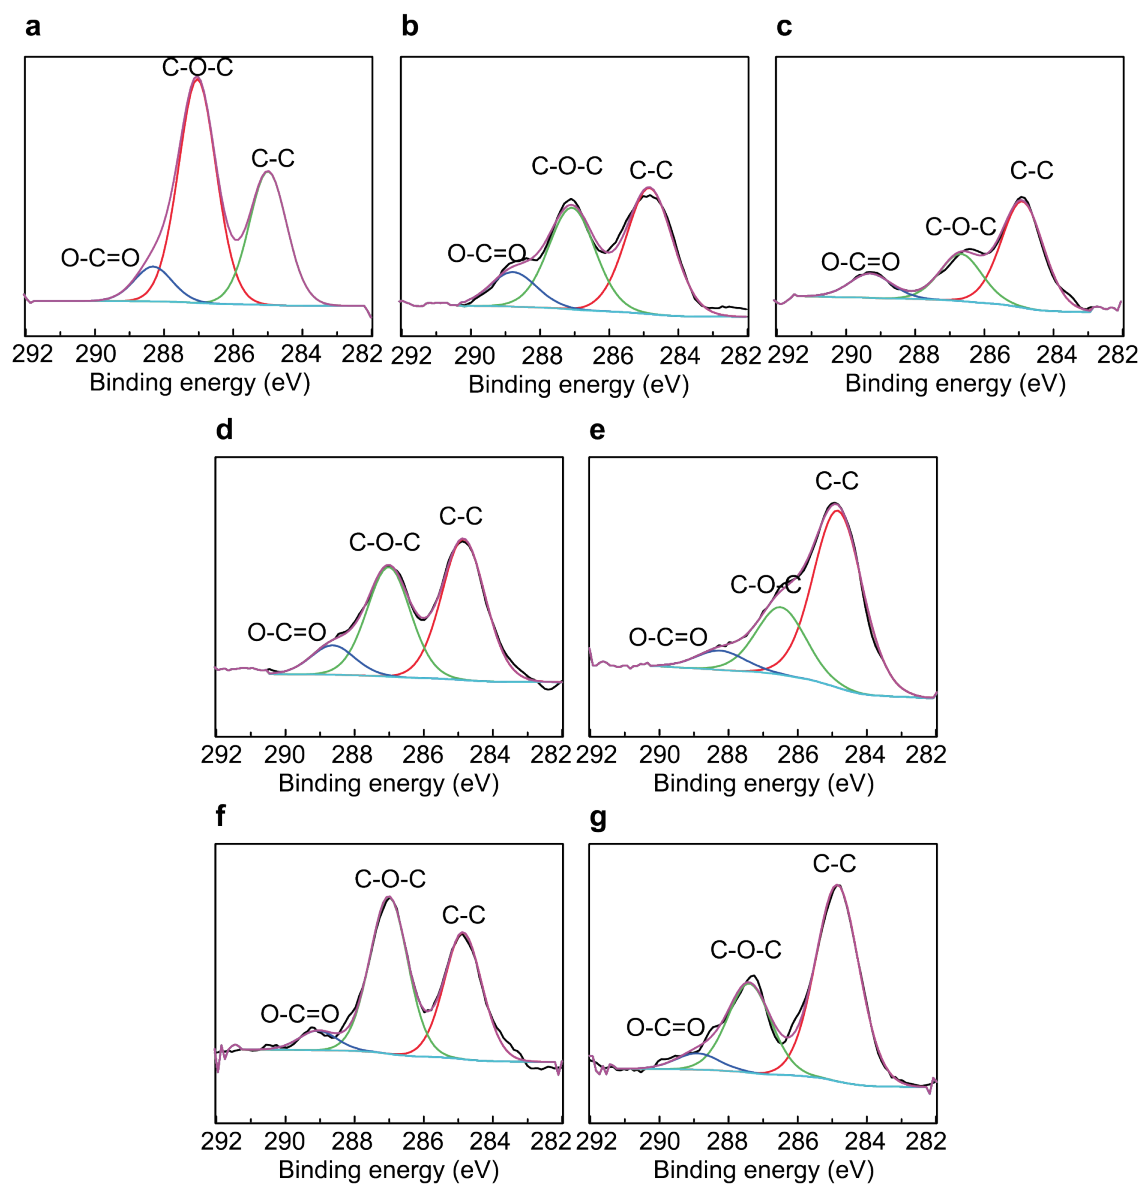 a
b
c
C-O-C
C-C
O-C=O
292 290 288 286 284 282
Binding energy (eV)
C-O-C
C-C
O-C=O
292 290 288 286 284 282
Binding energy (eV)
C-C
C-O-C
O-C=O
292 290 288 286 284 282
Binding energy (eV)
d
e
C-C
C-O-C
O-C=O
292 290 288 286 284 282
Binding energy (eV)
C-C
C-O-C
O-C=O
292 290 288 286 284 282
Binding energy (eV)
f
g
C-O-C
C-C
O-C=O
292 290 288 286 284 282
Binding energy (eV)
C-C
C-O-C
O-C=O
292 290 288 286 284 282
Binding energy (eV)